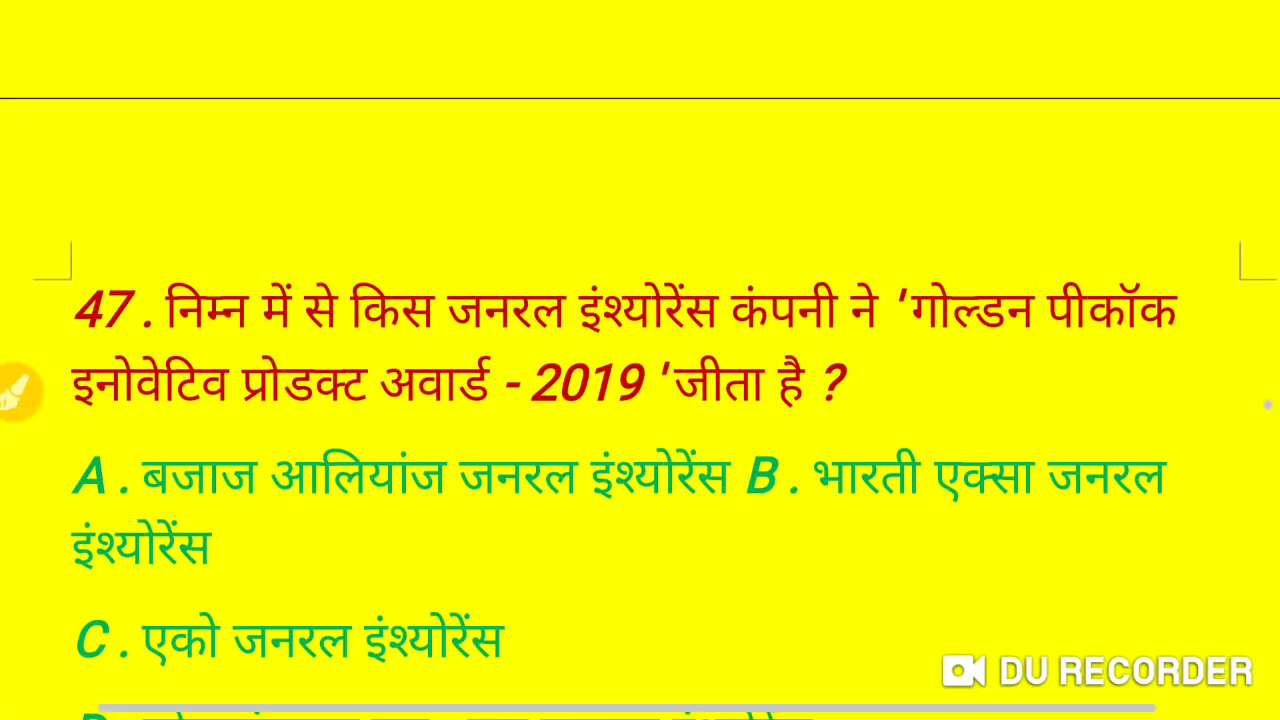 47 . निम्न में से किस जनरल इंश्योरेंस कंपनी ने ' गोल्डन पीकॉक
इनोवेटिव प्रोडक्ट अवार्ड - 2019 ' जीता है ?
A . बजाज आलियांज जनरल इंश्योरेंस B . भारती एक्सा जनरल
इंश्योरेंस
C . एको जनरल इंश्योरेंस
DU RECORDER